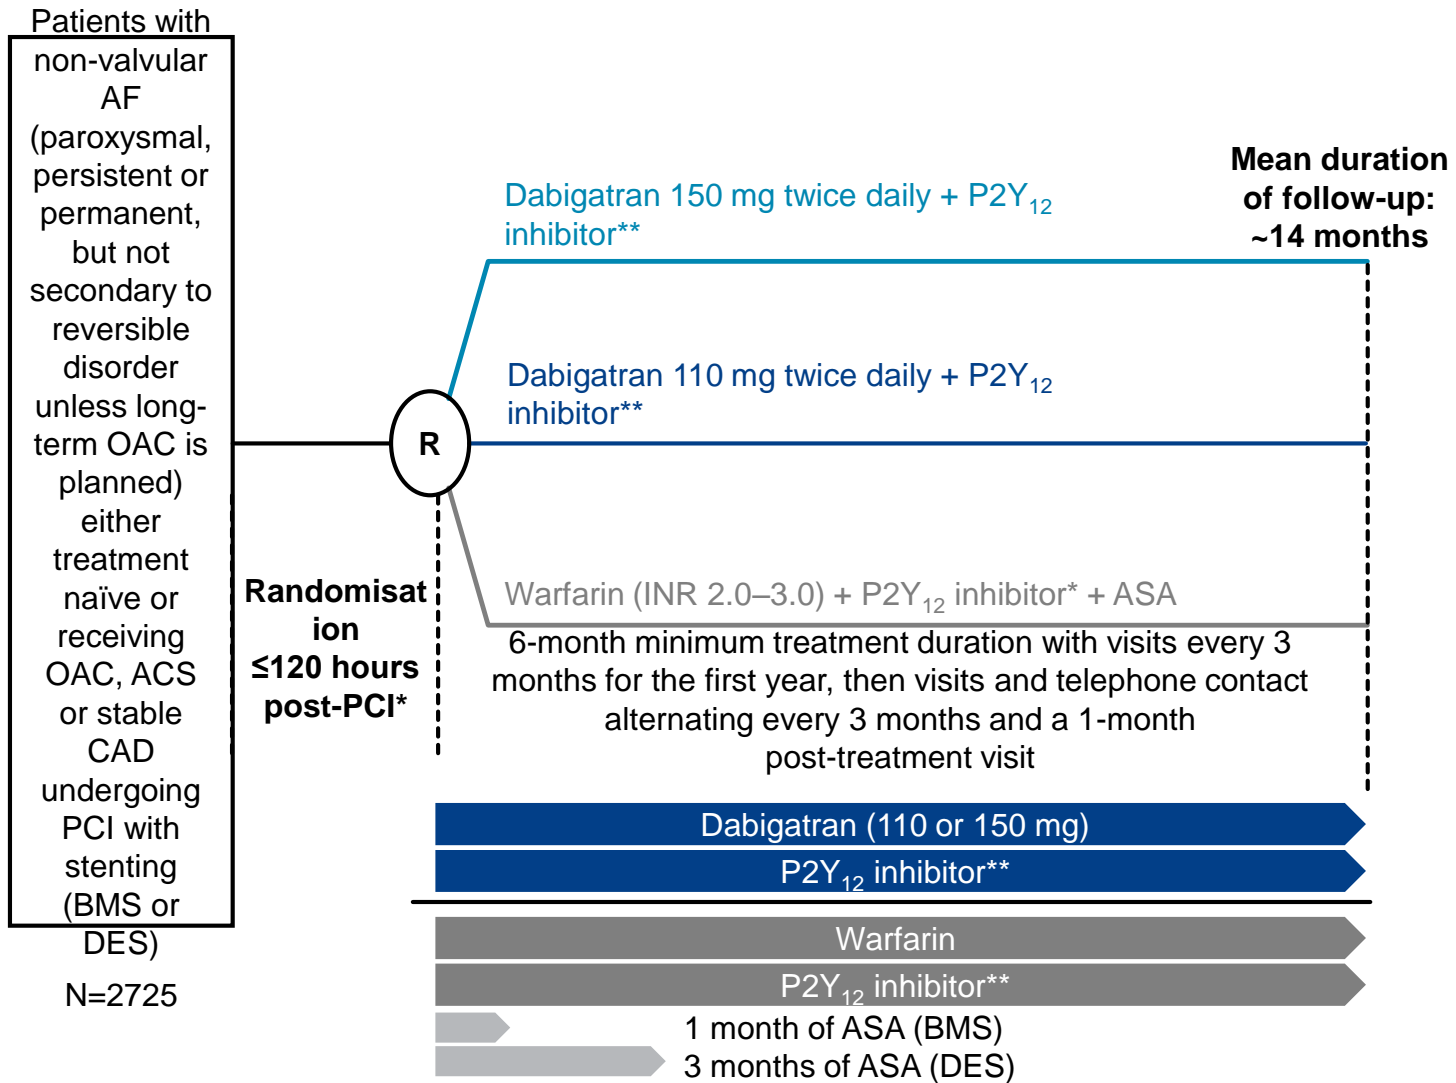 Patients with
non-valvular
AF
(paroxysmal,
persistent or
permanent,
but not
secondary to
reversible
disorder
unless long-
term OAC is
planned)
either
treatment
naïve or
receiving
OAC, ACS
or stable
CAD
undergoing
PCI with
stenting
(BMS or
DES)
N=2725
Randomisat
ion
≤120 hours
post-PCI*
R
Dabigatran 150 mg twice daily + P2Y₁₂
inhibitor**
Dabigatran 110 mg twice daily + P2Y₁₂
inhibitor**
Warfarin (INR 2.0–3.0) + P2Y₁₂ inhibitor* + ASA
Mean duration
of follow-up:
~14 months
6-month minimum treatment duration with visits every 3
months for the first year, then visits and telephone contact
alternating every 3 months and a 1-month
post-treatment visit
Dabigatran (110 or 150 mg)
P2Y₁₂ inhibitor**
Warfarin
P2Y₁₂ inhibitor**
1 month of ASA (BMS)
3 months of ASA (DES)